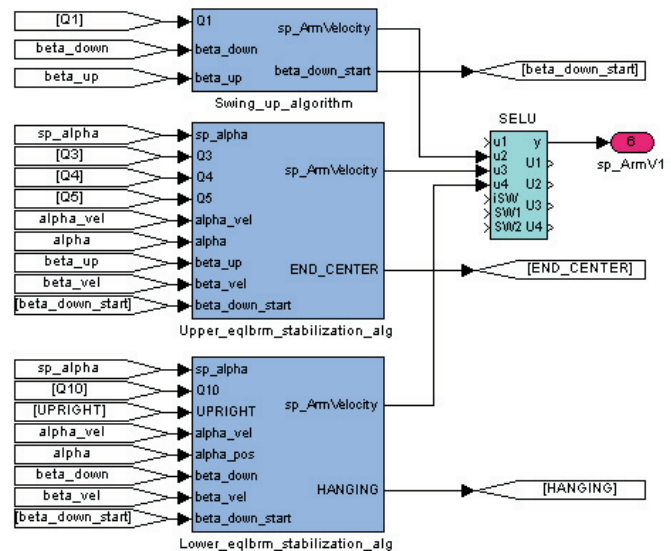 [Q1]
beta_down
beta_up
Q1
beta_down
beta_up
sp_ArmVelocity
beta_down_start
Swing_up_algorithm
[beta_down_start]
SELU
u1
u2
u3
u4
iSW
SW1
SW2
y
U1
U2
U3
U4
6
sp_ArmV1
sp_alpha
[Q3]
[Q4]
[Q5]
alpha_vel
alpha
beta_up
beta_vel
[beta_down_start]
sp_alpha
Q3
Q4
Q5
alpha_vel
alpha
beta_up
beta_vel
beta_down_start
sp_ArmVelocity
END_CENTER
Upper_eqlbrm_stabilization_alg
[END_CENTER]
sp_alpha
[Q10]
[UPRIGHT]
alpha_vel
alpha
beta_down
beta_vel
[beta_down_start]
sp_alpha
Q10
UPRIGHT
alpha_vel
alpha_pos
beta_down
beta_vel
beta_down_start
sp_ArmVelocity
HANGING
Lower_eqlbrm_stabilization_alg
[HANGING]